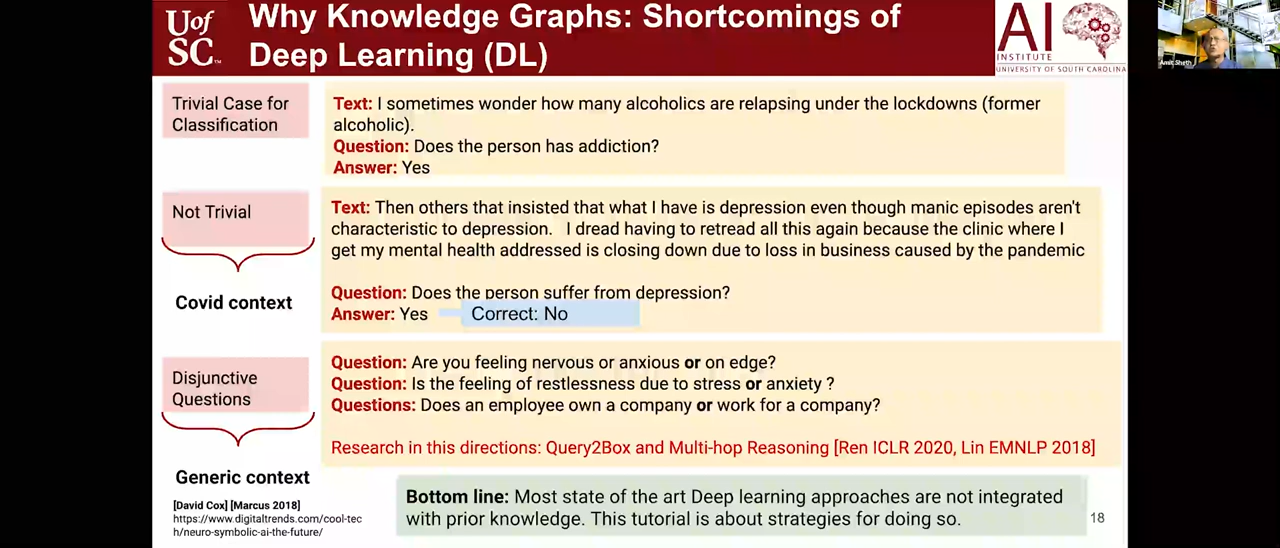 UofSC
Why Knowledge Graphs: Shortcomings of
Deep Learning (DL)
AI
INSTITUTE
UNIVERSITY OF SOUTH CAROLINA
Amit Sheth
Trivial Case for
Classification
Text: I sometimes wonder how many alcoholics are relapsing under the lockdowns (former
alcoholic).
Question: Does the person has addiction?
Answer: Yes
Not Trivial
Covid context
Text: Then others that insisted that what I have is depression even though manic episodes aren't
characteristic to depression. I dread having to retread all this again because the clinic where I
get my mental health addressed is closing down due to loss in business caused by the pandemic
Question: Does the person suffer from depression?
Answer: Yes
Correct: No
Disjunctive
Questions
Generic context
Question: Are you feeling nervous or anxious or on edge?
Question: Is the feeling of restlessness due to stress or anxiety ?
Questions: Does an employee own a company or work for a company?
Research in this directions: Query2Box and Multi-hop Reasoning [Ren ICLR 2020, Lin EMNLP 2018]
[David Cox] [Marcus 2018]
https://www.digitaltrends.com/cool-tec
h/neuro-symbolic-ai-the-future/
Bottom line: Most state of the art Deep learning approaches are not integrated
with prior knowledge. This tutorial is about strategies for doing so.
18